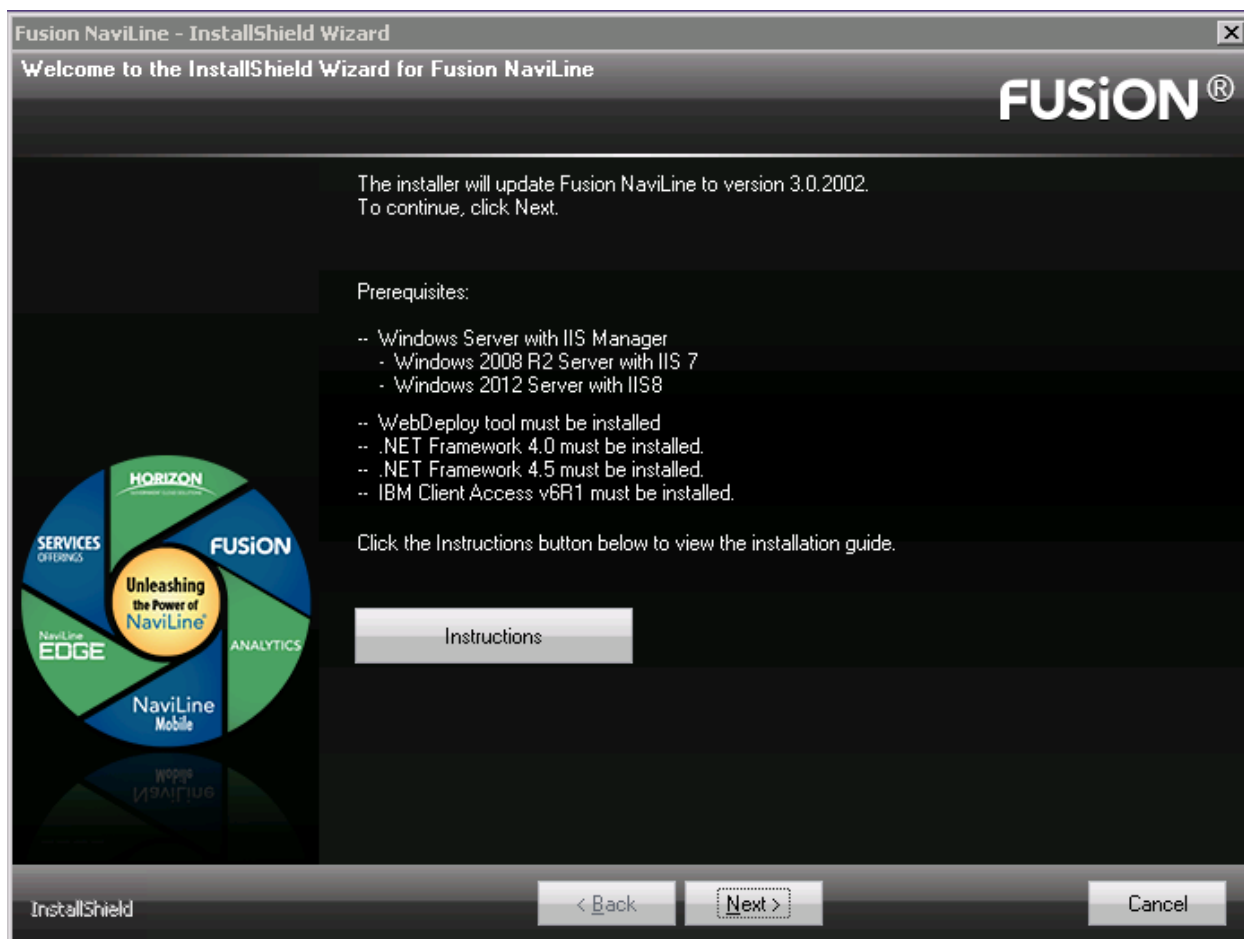 Fusion NaviLine - InstallShield Wizard
Welcome to the InstallShield Wizard for Fusion NaviLine
FUSiON®
The installer will update Fusion NaviLine to version 3.0.2002.
To continue, click Next.
Prerequisites:
-- Windows Server with IIS Manager
- Windows 2008 R2 Server with IIS 7
- Windows 2012 Server with IIS8
-- WebDeploy tool must be installed
-- .NET Framework 4.0 must be installed.
-- .NET Framework 4.5 must be installed.
-- IBM Client Access v6R1 must be installed.
Click the Instructions button below to view the installation guide.
Instructions
HORIZON
SERVICES
OFFERINGS
FUSiON
Unleashing
the Power of
NaviLine®
NaviLine
EDGE
ANALYTICS
NaviLine
Mobile
InstallShield
< Back
Next >
Cancel